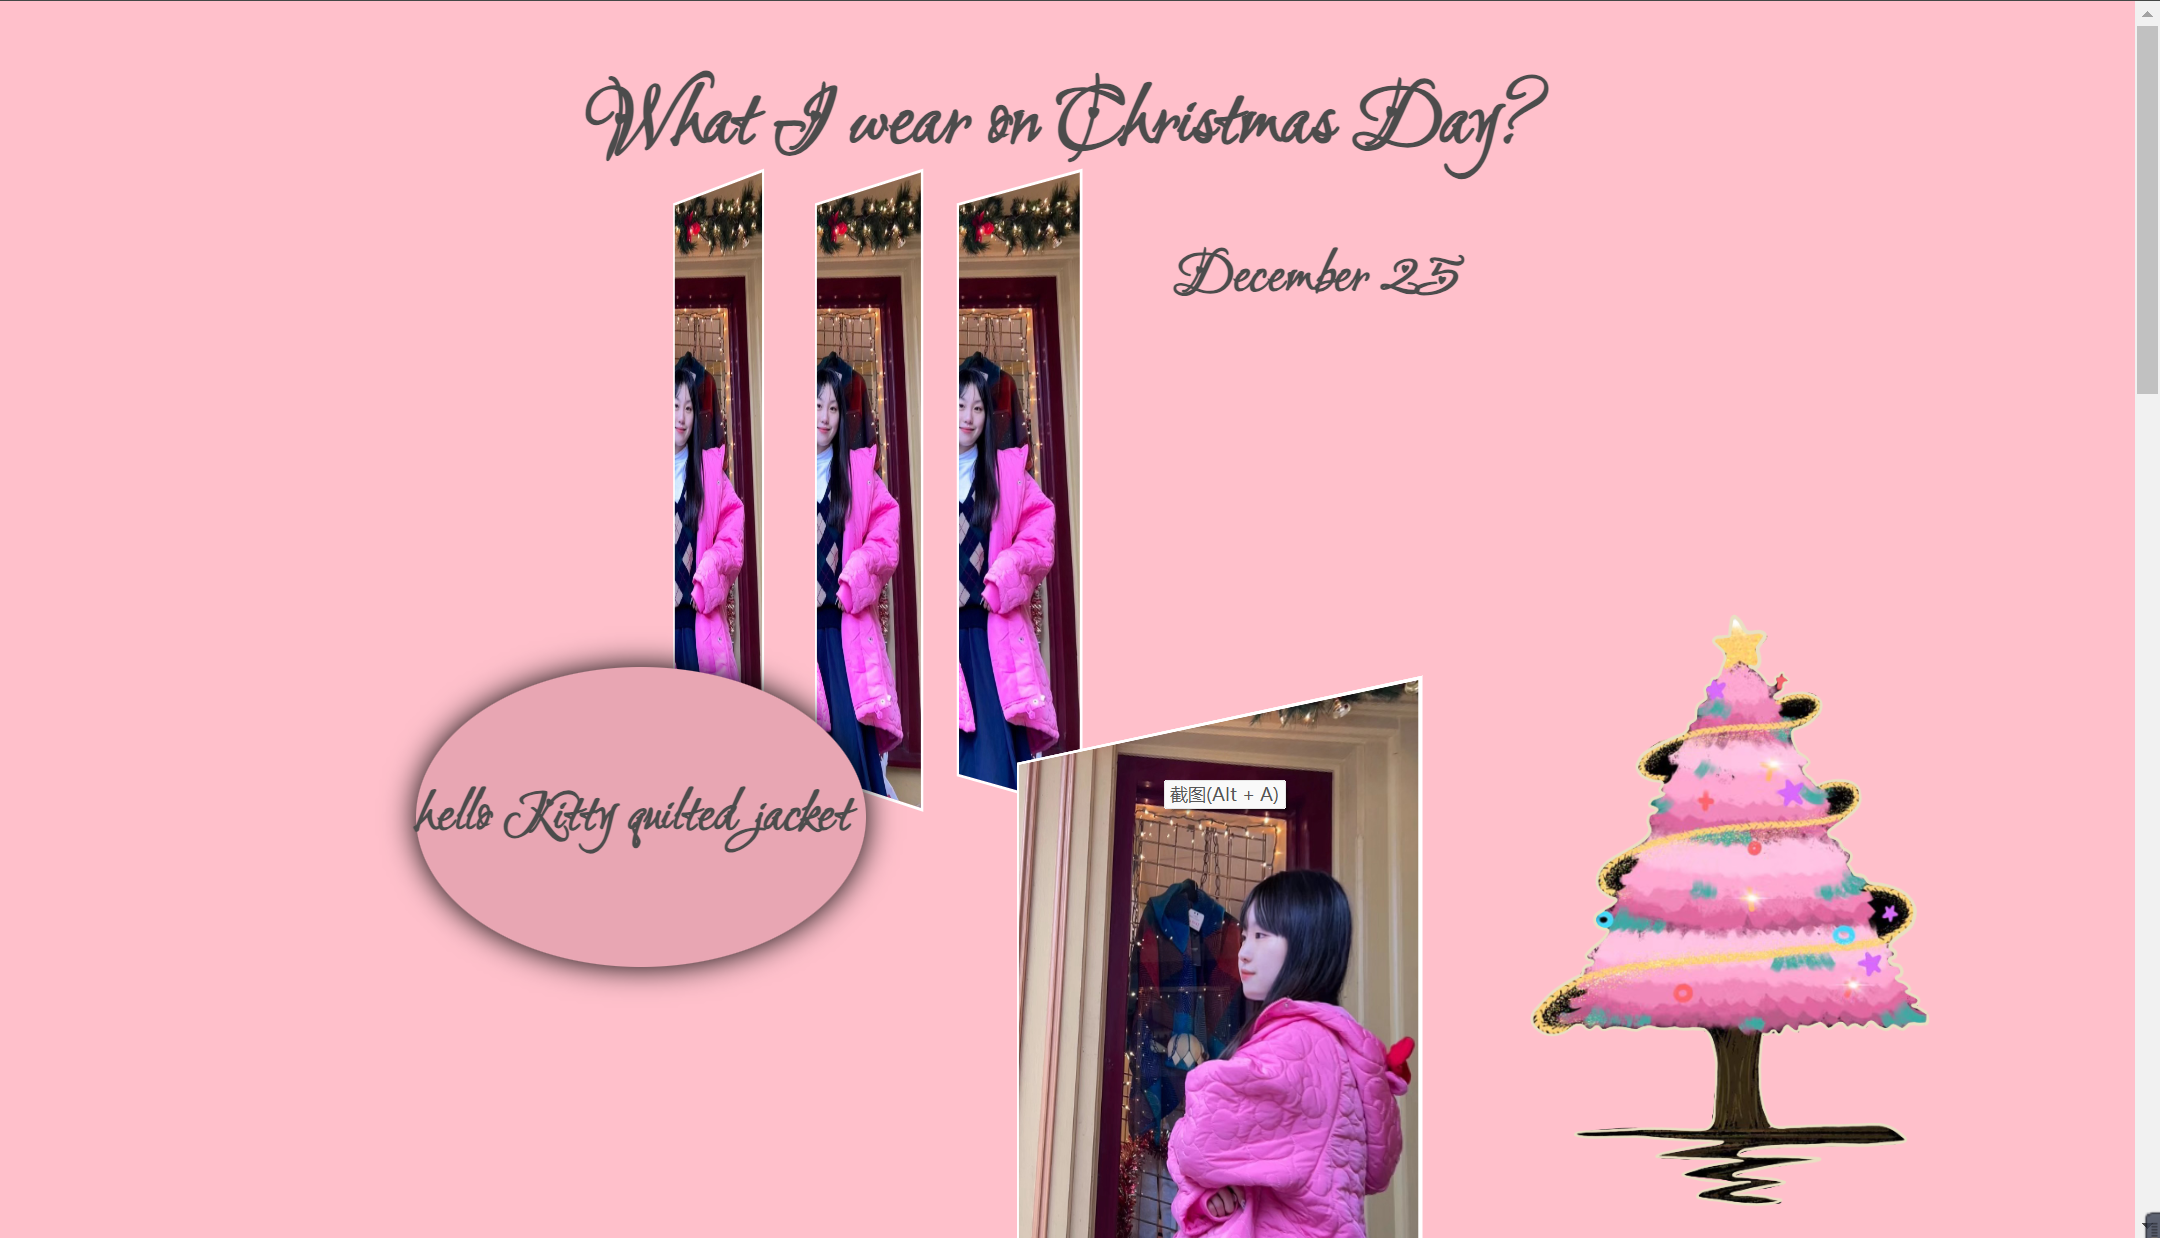 What I wear on Christmas Day?
December 25
截图(Alt + A)
hello Kitty quilted jacket